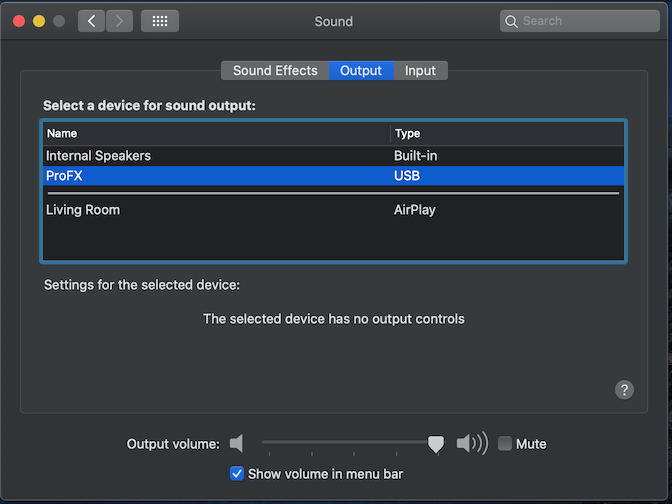 Sound
Search
Sound Effects Output Input
Select a device for sound output:
Name Type
Internal Speakers Built-in
ProFX USB
Living Room AirPlay
Settings for the selected device:
The selected device has no output controls
?
Output volume: Mute
Show volume in menu bar